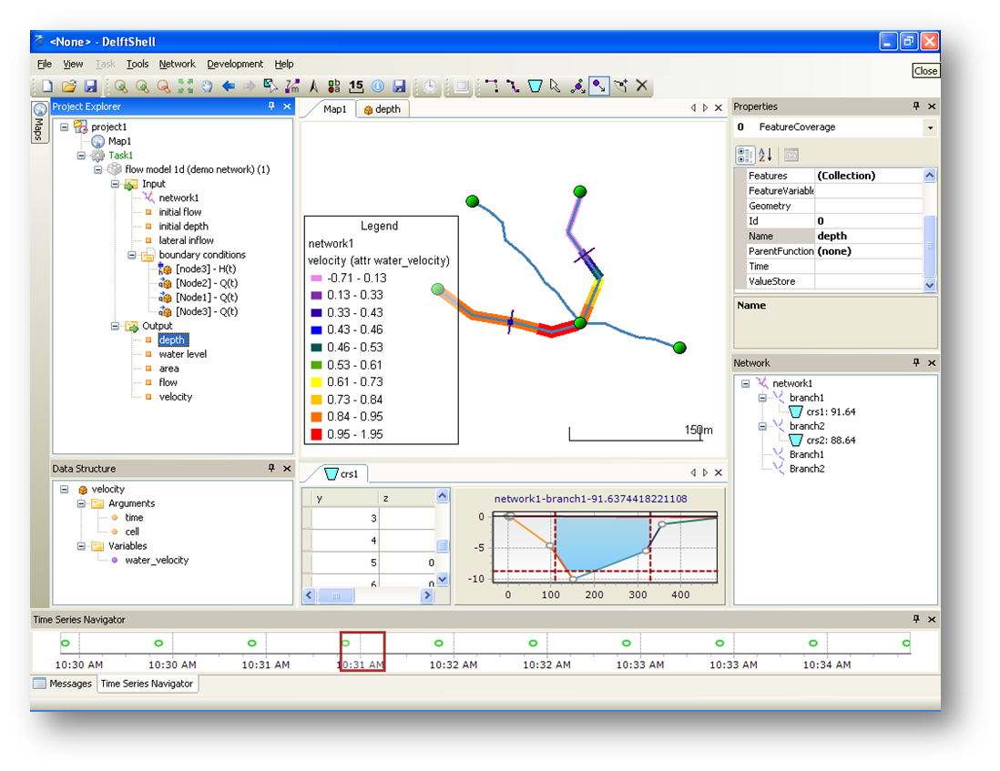 <None> - DelftShell
File View Task Tools Network Development Help
Close
15
Maps
Project Explorer
project1
Map1
Task1
flow model 1d (demo network) (1)
Input
network1
initial flow
initial depth
lateral inflow
boundary conditions
[node3] - H(t)
[Node2] - Q(t)
[Node1] - Q(t)
[Node3] - Q(t)
Output
depth
water level
area
flow
velocity
Data Structure
velocity
Arguments
time
cell
Variables
water_velocity
Map1 depth
Legend
network1
velocity (attr water_velocity)
-0.71 - 0.13
0.13 - 0.33
0.33 - 0.43
0.43 - 0.46
0.46 - 0.53
0.53 - 0.61
0.61 - 0.73
0.73 - 0.84
0.84 - 0.95
0.95 - 1.95
150m
crs1
y z
3
4
5 0
6 0
network1-branch1-91.6374418221108
0
-5
-10
0 100 200 300 400
Properties
0 FeatureCoverage
Features (Collection)
FeatureVariable
Geometry
Id 0
Name depth
ParentFunction (none)
Time
ValueStore
Name
Network
network1
branch1
crs1: 91.64
branch2
crs2: 88.64
Branch1
Branch2
Time Series Navigator
10:30 AM 10:30 AM 10:31 AM 10:31 AM 10:32 AM 10:32 AM 10:33 AM 10:33 AM 10:34 AM
Messages Time Series Navigator